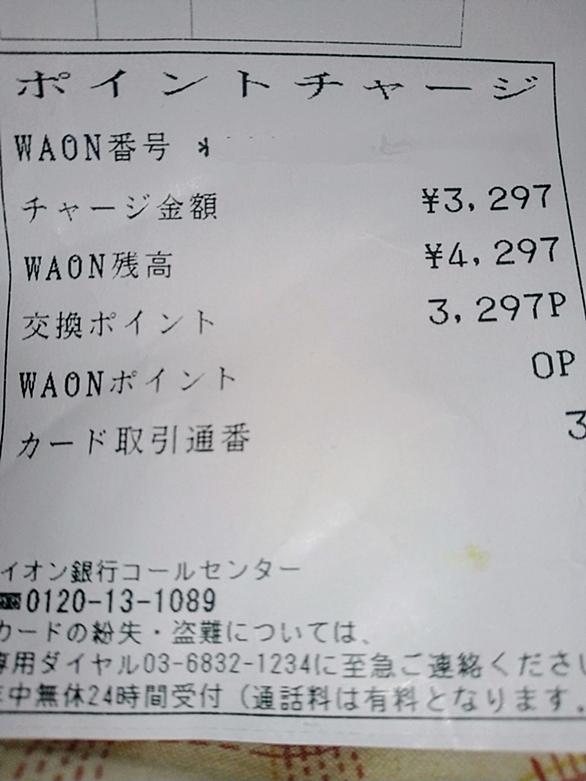 ポイントチャージ
WAON番号 *
チャージ金額 ¥3,297
WAON残高 ¥4,297
交換ポイント 3,297P
WAONポイント 0P
カード取引通番 3
イオン銀行コールセンター
0120-13-1089
カードの紛失・盗難については、
専用ダイヤル03-6832-1234に至急ご連絡くださ
年中無休24時間受付(通話料は有料となります。